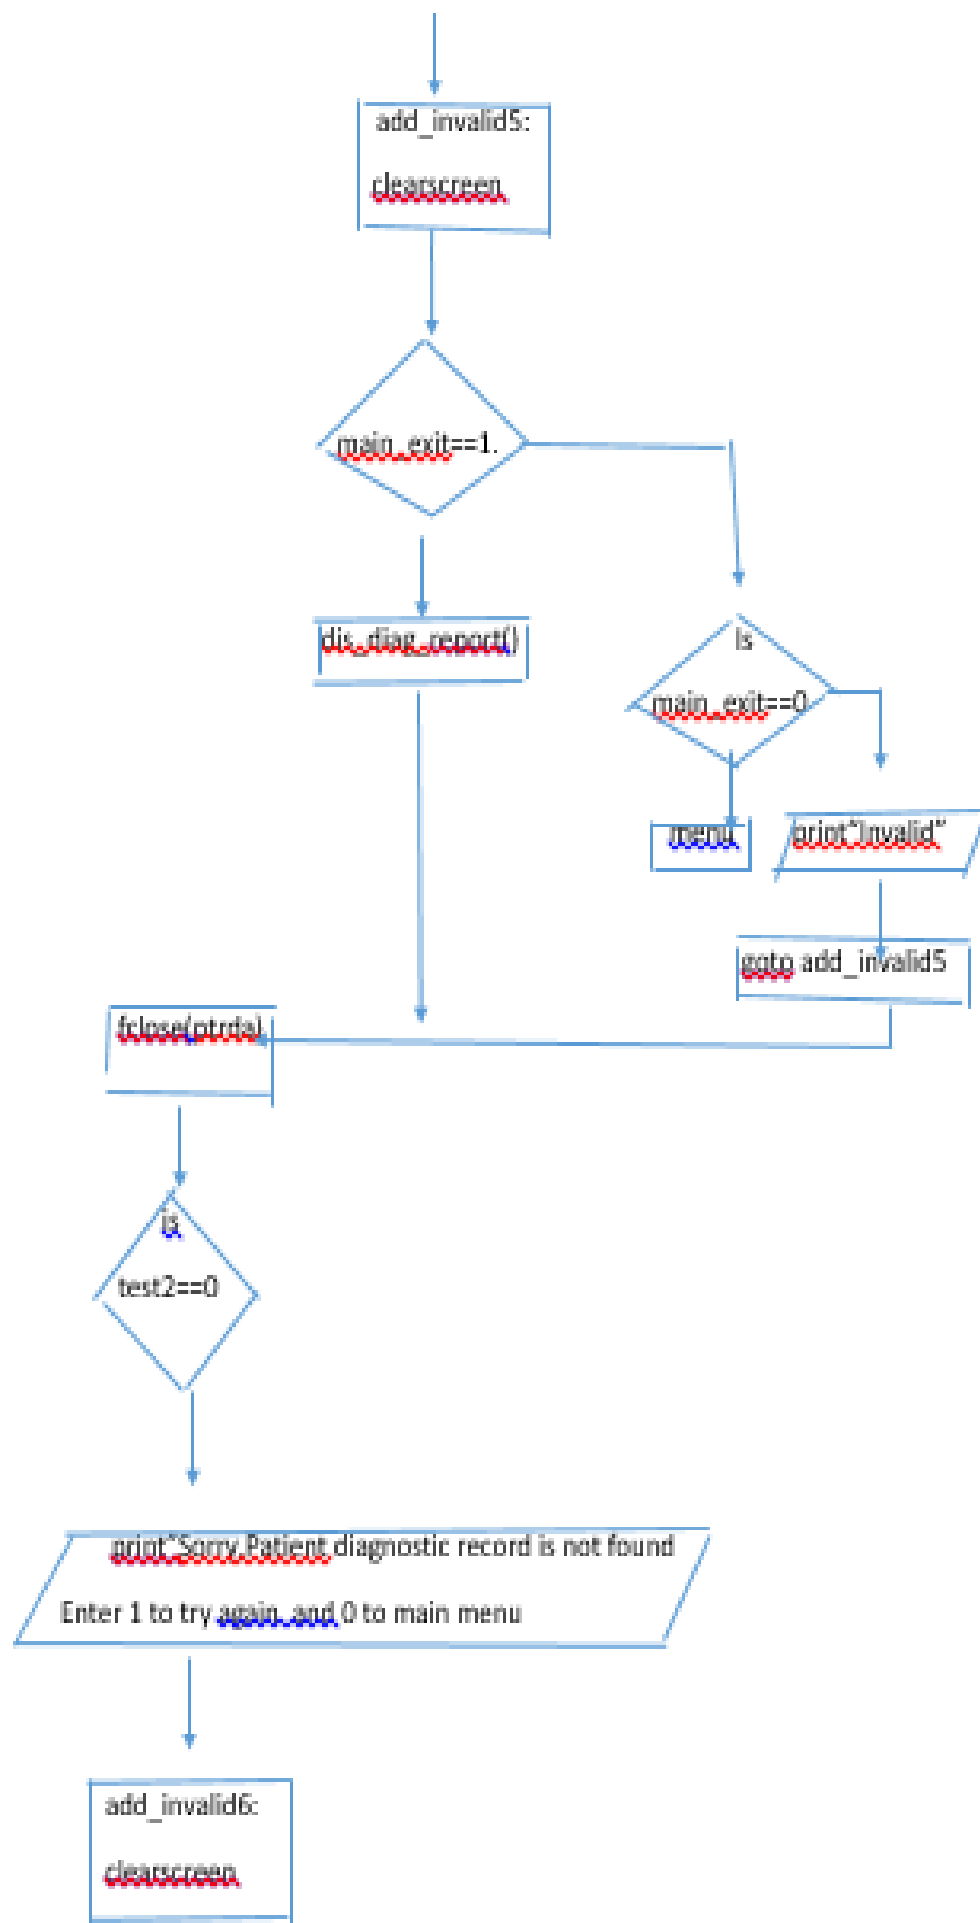 add_invalid5:
clearscreen
main_exit==1.
dis_diag_report()
is
main_exit==0
menu
print"Invalid"
goto add_invalid5
fclose(ptrda)
is
test2==0
print"Sorry.Patient diagnostic record is not found
Enter 1 to try again and 0 to main menu
add_invalid6:
clearscreen